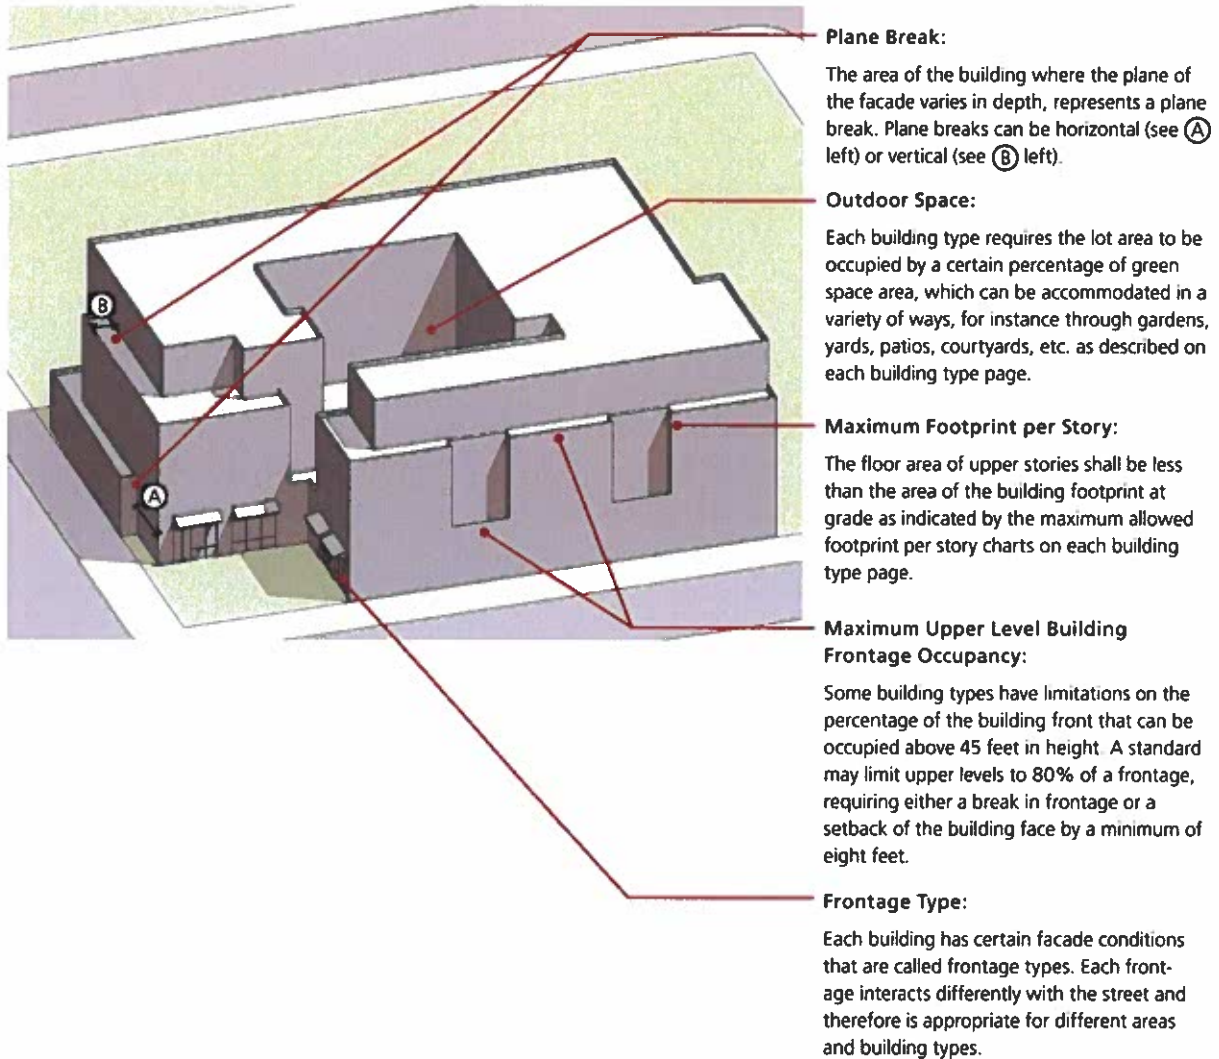 Plane Break:
The area of the building where the plane of
the facade varies in depth, represents a plane
break. Plane breaks can be horizontal (see Ⓐ
left) or vertical (see Ⓑ left).
Outdoor Space:
Each building type requires the lot area to be
occupied by a certain percentage of green
space area, which can be accommodated in a
variety of ways, for instance through gardens,
yards, patios, courtyards, etc. as described on
each building type page.
Maximum Footprint per Story:
The floor area of upper stories shall be less
than the area of the building footprint at
grade as indicated by the maximum allowed
footprint per story charts on each building
type page.
Maximum Upper Level Building
Frontage Occupancy:
Some building types have limitations on the
percentage of the building front that can be
occupied above 45 feet in height. A standard
may limit upper levels to 80% of a frontage,
requiring either a break in frontage or a
setback of the building face by a minimum of
eight feet.
Frontage Type:
Each building has certain facade conditions
that are called frontage types. Each front-
age interacts differently with the street and
therefore is appropriate for different areas
and building types.
Ⓑ
Ⓐ